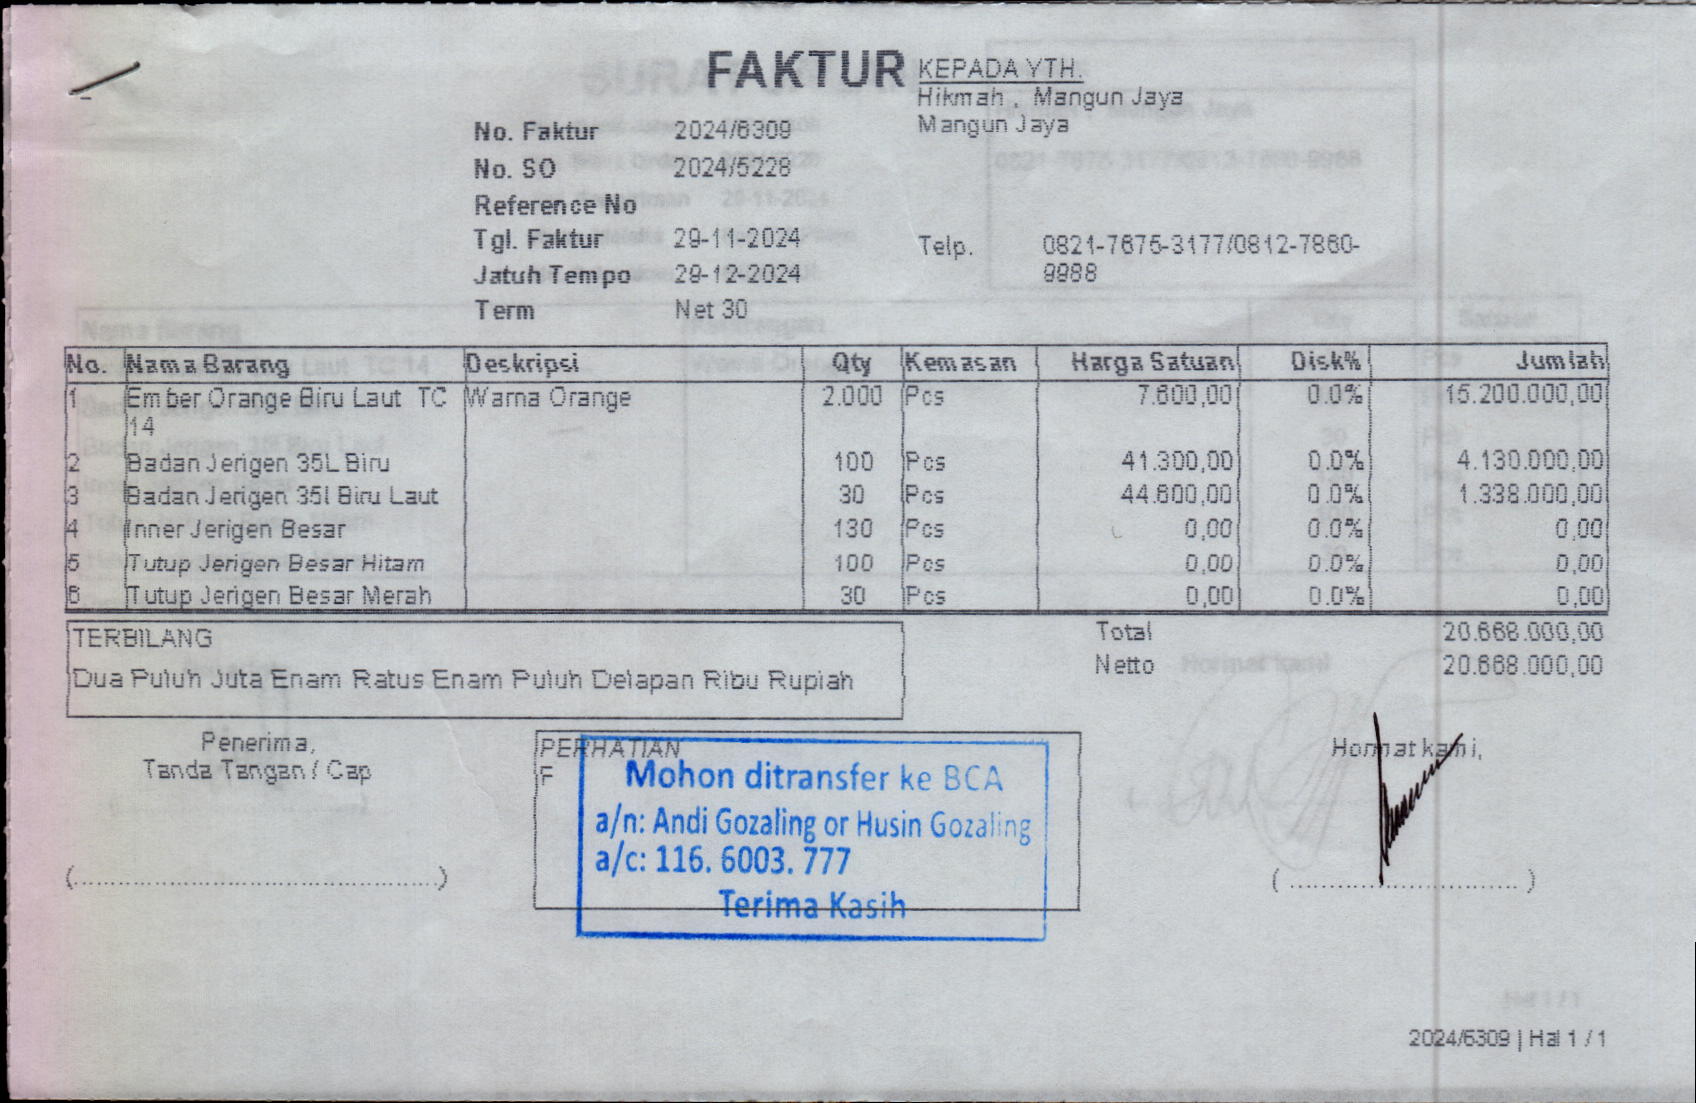 FAKTUR
KEPADA YTH.
Hikmah , Mangun Jaya
Mangun Jaya
No. Faktur 2024/6309
No. SO 2024/5228
Reference No
Tgl. Faktur 29-11-2024
Jatuh Tempo 29-12-2024
Term Net 30
Telp. 0821-7675-3177/0812-7860-
9988
No. Nama Barang Deskripsi Qty Kemasan Harga Satuan Disk% Jumlah
1 Ember Orange Biru Laut TC Warna Orange 2.000 Pcs 7.600,00 0.0% 15.200.000,00
14
2 Badan Jerigen 35L Biru 100 Pcs 41.300,00 0.0% 4.130.000,00
3 Badan Jerigen 35l Biru Laut 30 Pcs 44.600,00 0.0% 1.338.000,00
4 Inner Jerigen Besar 130 Pcs 0,00 0.0% 0,00
5 Tutup Jerigen Besar Hitam 100 Pcs 0,00 0.0% 0,00
6 Tutup Jerigen Besar Merah 30 Pcs 0,00 0.0% 0,00
Total 20.668.000,00
Netto 20.668.000,00
TERBILANG
Dua Puluh Juta Enam Ratus Enam Puluh Delapan Ribu Rupiah
Penerima,
Tanda Tangan / Cap
(..........................................)
PERHATIAN
F
Mohon ditransfer ke BCA
a/n: Andi Gozaling or Husin Gozaling
a/c: 116. 6003. 777
Terima Kasih
Hormat kami,
( ............................... )
2024/6309 | Hal 1 / 1